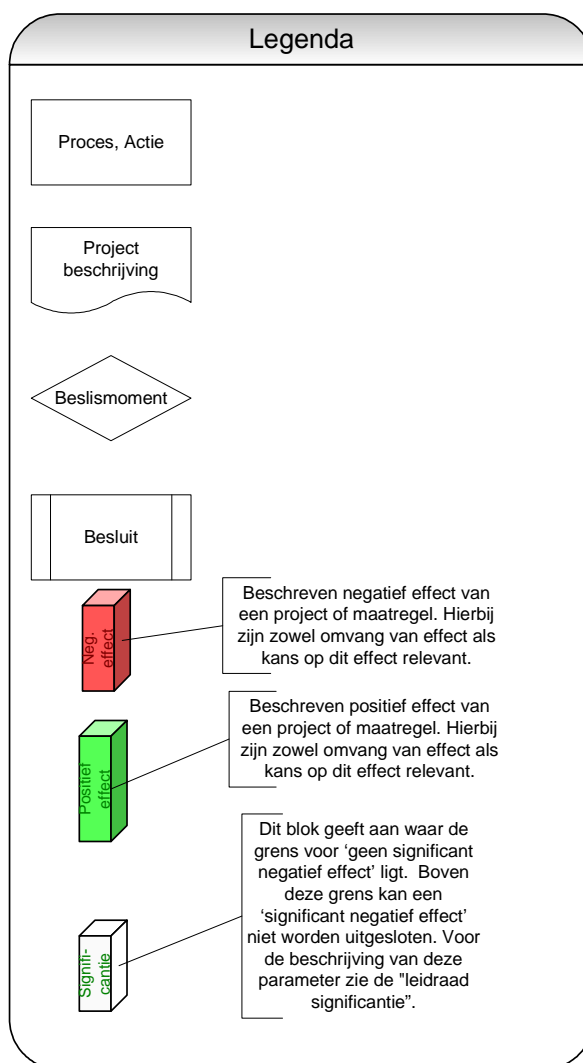 Legenda
Proces, Actie
Project
beschrijving
Beslismoment
Besluit
Neg.
effect
Beschreven negatief effect van
een project of maatregel. Hierbij
zijn zowel omvang van effect als
kans op dit effect relevant.
Positief
effect
Beschreven positief effect van
een project of maatregel. Hierbij
zijn zowel omvang van effect als
kans op dit effect relevant.
Signifi-
cantie
Dit blok geeft aan waar de
grens voor ‘geen significant
negatief effect’ ligt.  Boven
deze grens kan een
‘significant negatief effect’
niet worden uitgesloten. Voor
de beschrijving van deze
parameter zie de "leidraad
significantie”.